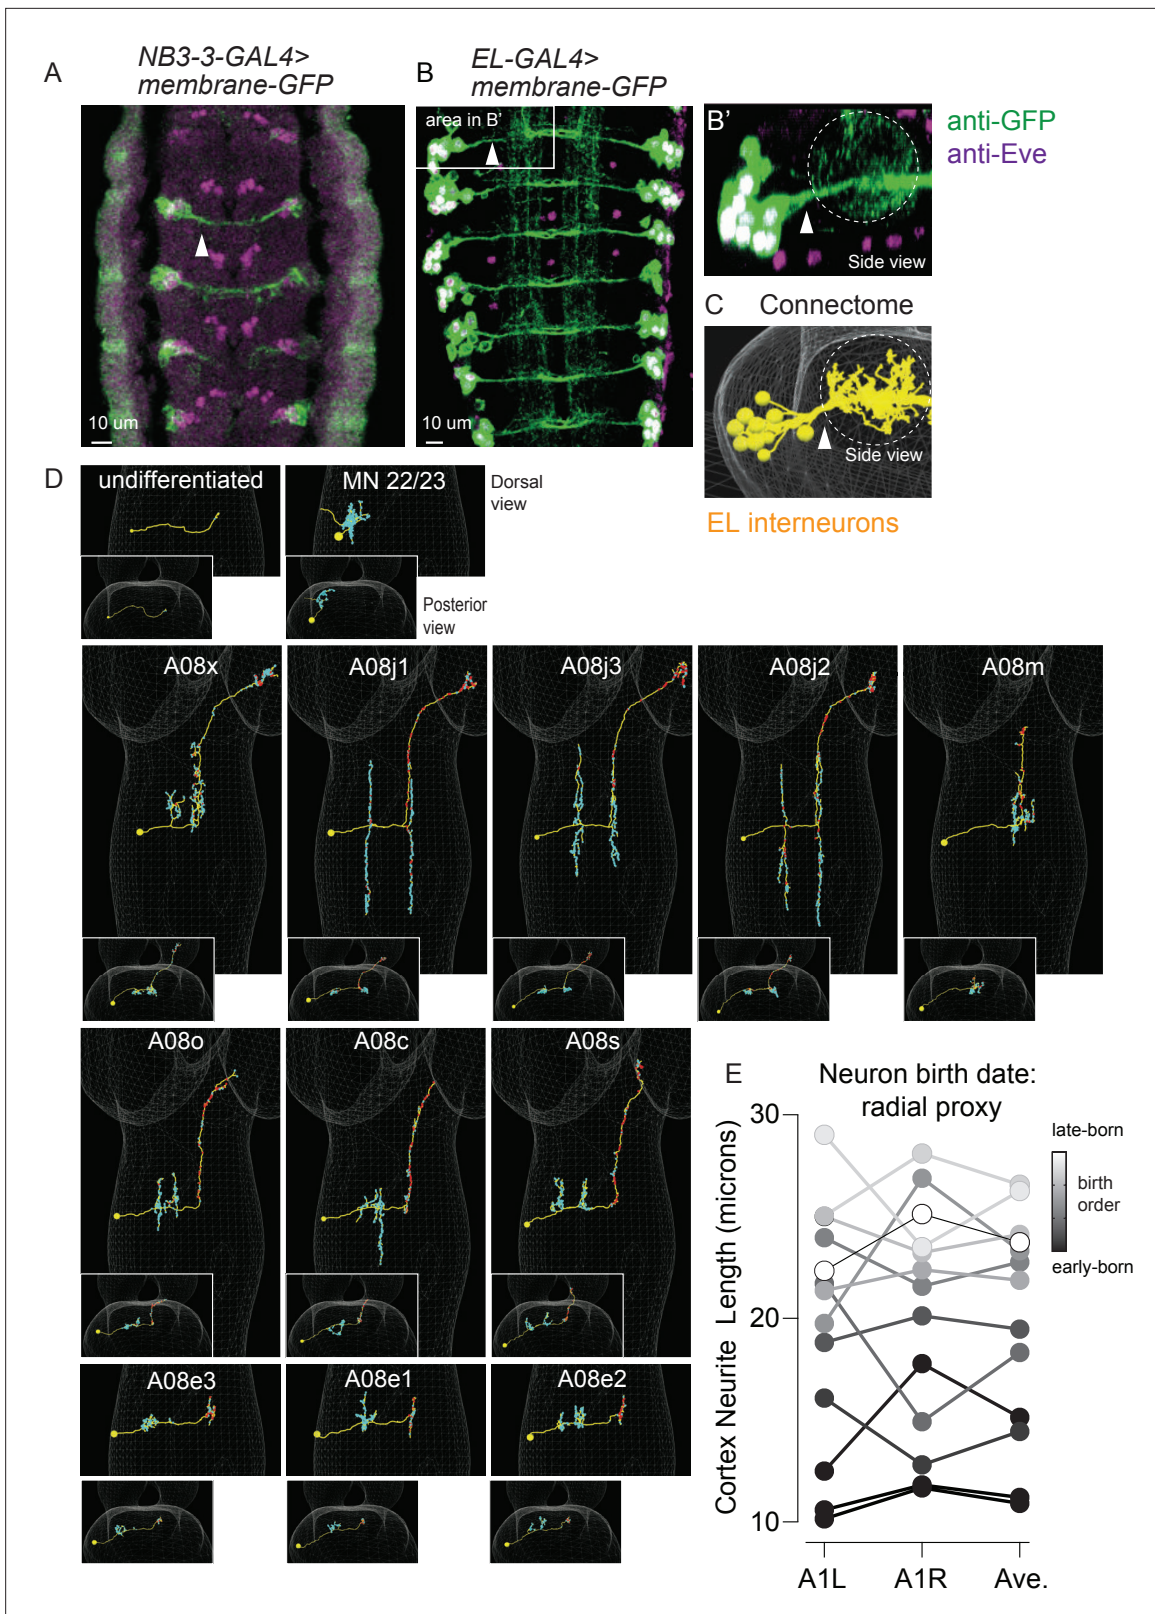 A
NB3-3-GAL4>
membrane-GFP
10 um
B
EL-GAL4>
membrane-GFP
area in B'
10 um
B'
Side view
anti-GFP
anti-Eve
C
Connectome
Side view
EL interneurons
D
undifferentiated
MN 22/23
Dorsal
view
Posterior
view
A08x
A08j1
A08j3
A08j2
A08m
A08o
A08c
A08s
A08e3
A08e1
A08e2
E
Neuron birth date:
radial proxy
Cortex Neurite Length (microns)
30
20
10
A1L
A1R
Ave.
late-born
birth
order
early-born